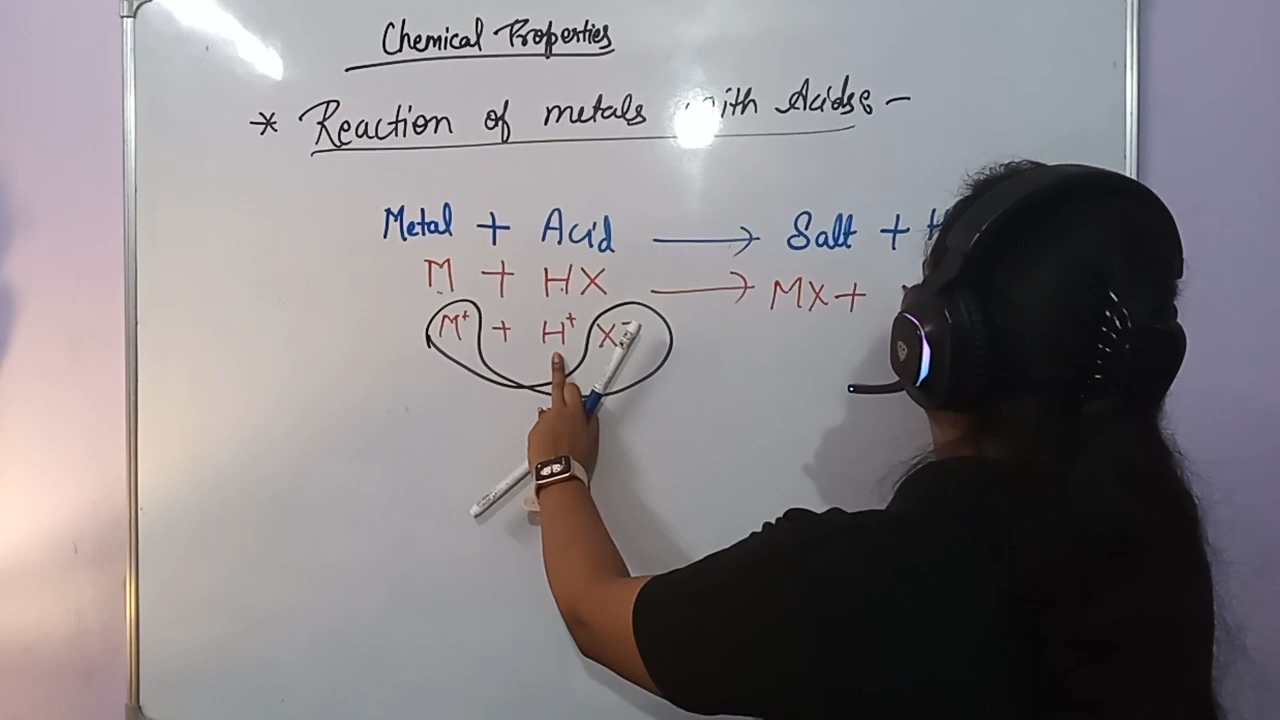 Chemical Properties
* Reaction of metals with Acids -
Metal + Acid ⟶ Salt + H
M + HX ⟶ MX +
M⁺ + H⁺ X⁻